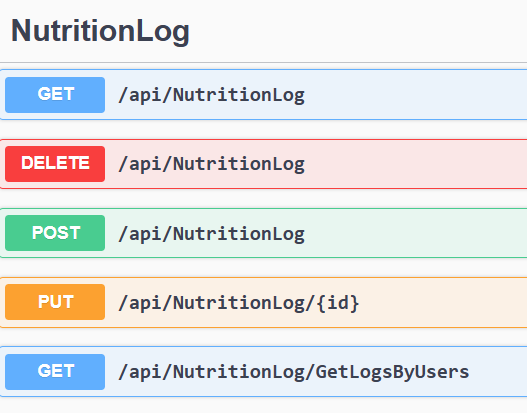 NutritionLog
GET /api/NutritionLog
DELETE /api/NutritionLog
POST /api/NutritionLog
PUT /api/NutritionLog/{id}
GET /api/NutritionLog/GetLogsByUsers